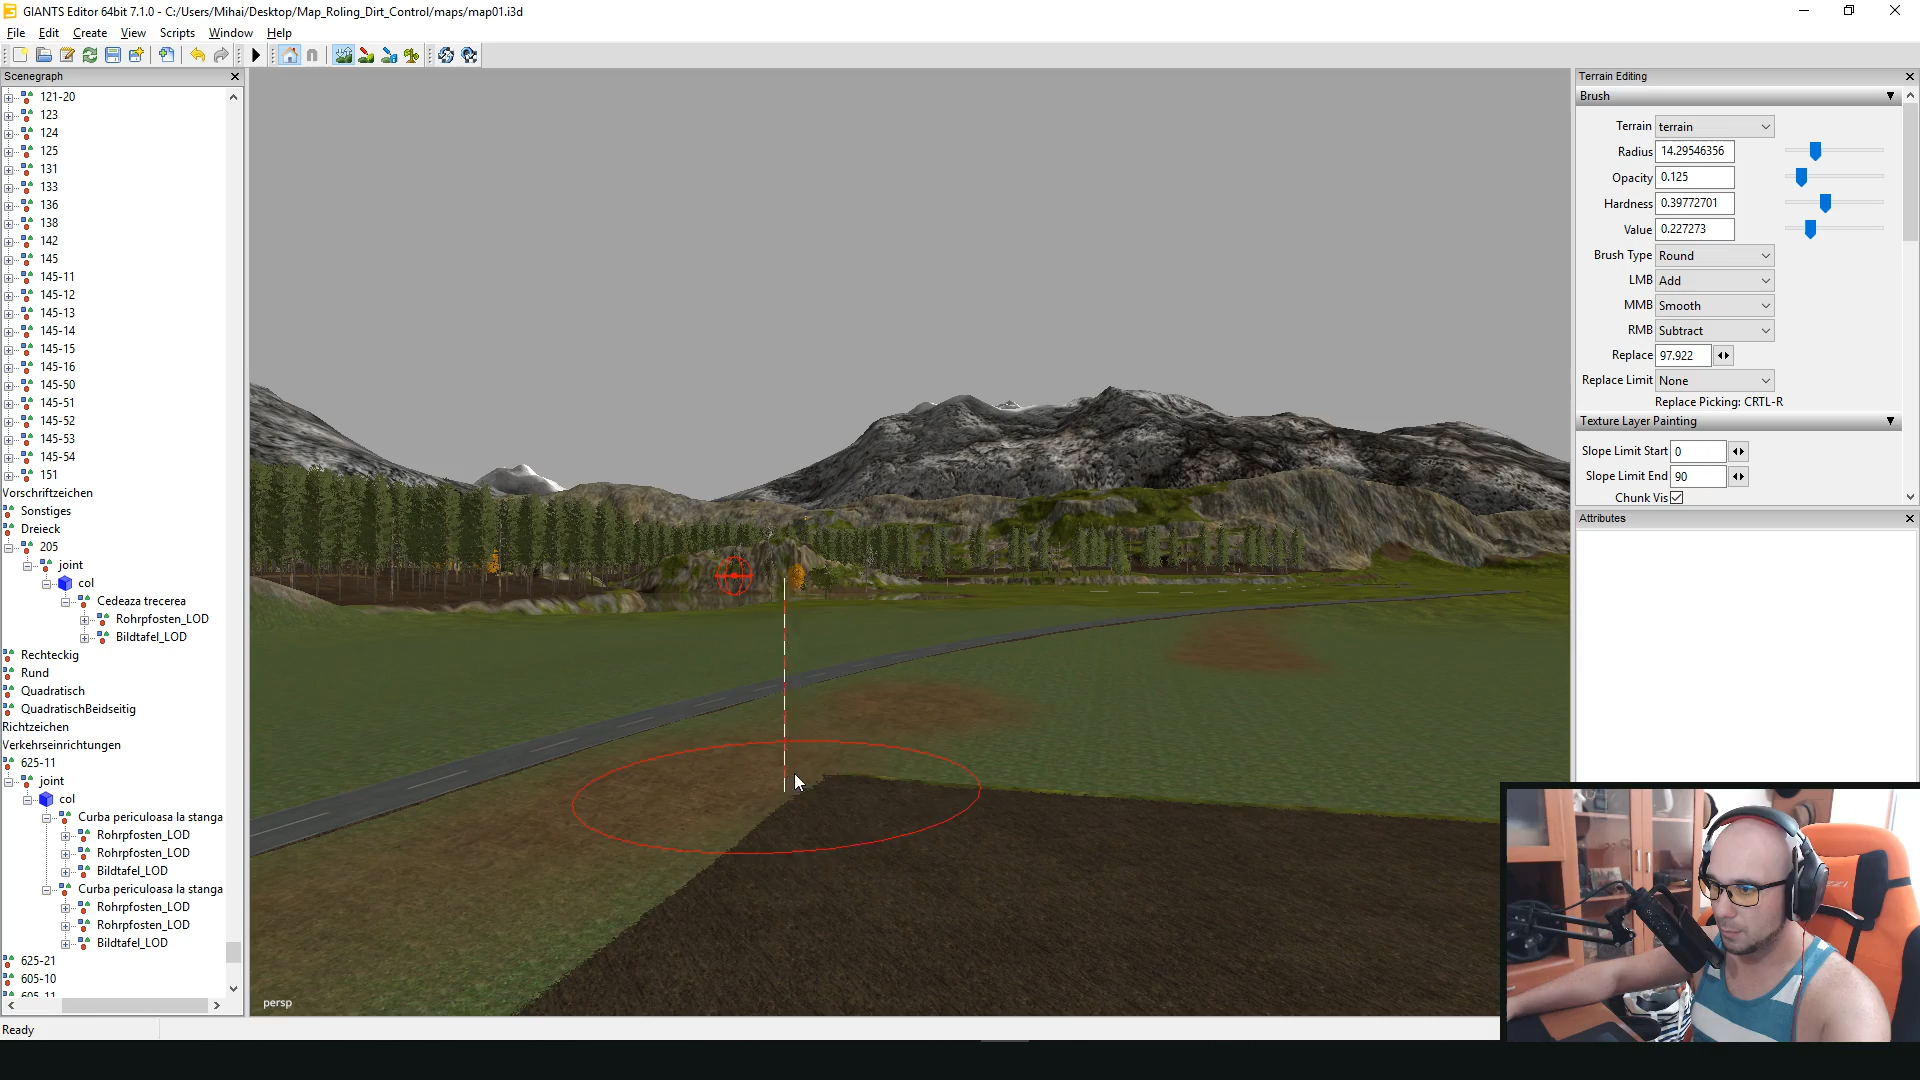 GIANTS Editor 64bit 7.1.0 - C:/Users/Mihai/Desktop/Map_Roling_Dirt_Control/maps/map01.i3d
File Edit Create View Scripts Window Help
Scenegraph
121-20
123
124
125
131
133
136
138
142
145
145-11
145-12
145-13
145-14
145-15
145-16
145-50
145-51
145-52
145-53
145-54
151
Vorschriftzeichen
Sonstiges
Dreieck
205
joint
col
Cedeaza trecerea
Rohrpfosten_LOD
Bildtafel_LOD
Rechteckig
Rund
Quadratisch
QuadratischBeidseitig
Richtzeichen
Verkehrseinrichtungen
625-11
joint
col
Curba periculoasa la stanga
Rohrpfosten_LOD
Rohrpfosten_LOD
Bildtafel_LOD
Curba periculoasa la stanga
Rohrpfosten_LOD
Rohrpfosten_LOD
Bildtafel_LOD
625-21
605-10
605-11
Ready
persp
Terrain Editing
Brush
Terrain terrain
Radius 14.29546356
Opacity 0.125
Hardness 0.39772701
Value 0.227273
Brush Type Round
LMB Add
MMB Smooth
RMB Subtract
Replace 97.922
Replace Limit None
Replace Picking: CRTL-R
Texture Layer Painting
Slope Limit Start 0
Slope Limit End 90
Chunk Vis
Attributes